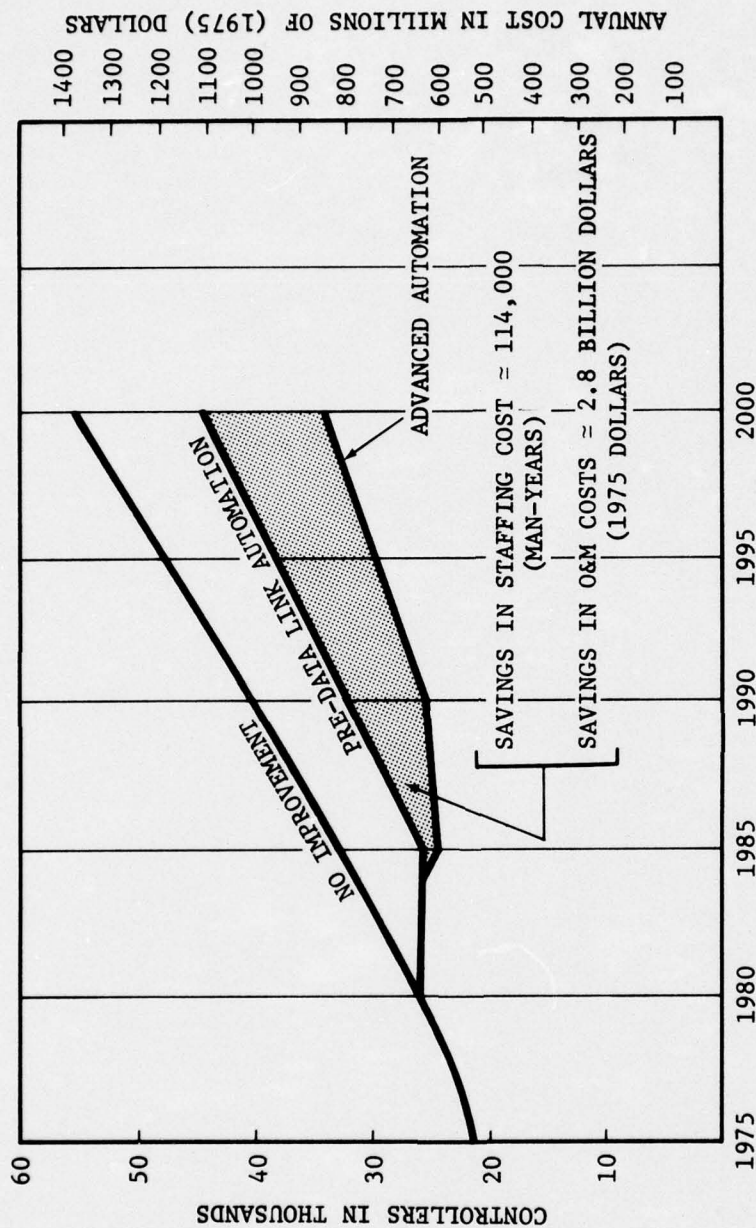 ANNUAL COST IN MILLIONS OF (1975) DOLLARS
1400
1300
1200
1100
1000
900
800
700
600
500
400
300
200
100
CONTROLLERS IN THOUSANDS
60
50
40
30
20
10
NO IMPROVEMENT
PRE-DATA LINK AUTOMATION
ADVANCED AUTOMATION
SAVINGS IN STAFFING COST ≃ 114,000
(MAN-YEARS)
SAVINGS IN O&M COSTS ≃ 2.8 BILLION DOLLARS
(1975 DOLLARS)
1975
1980
1985
1990
1995
2000